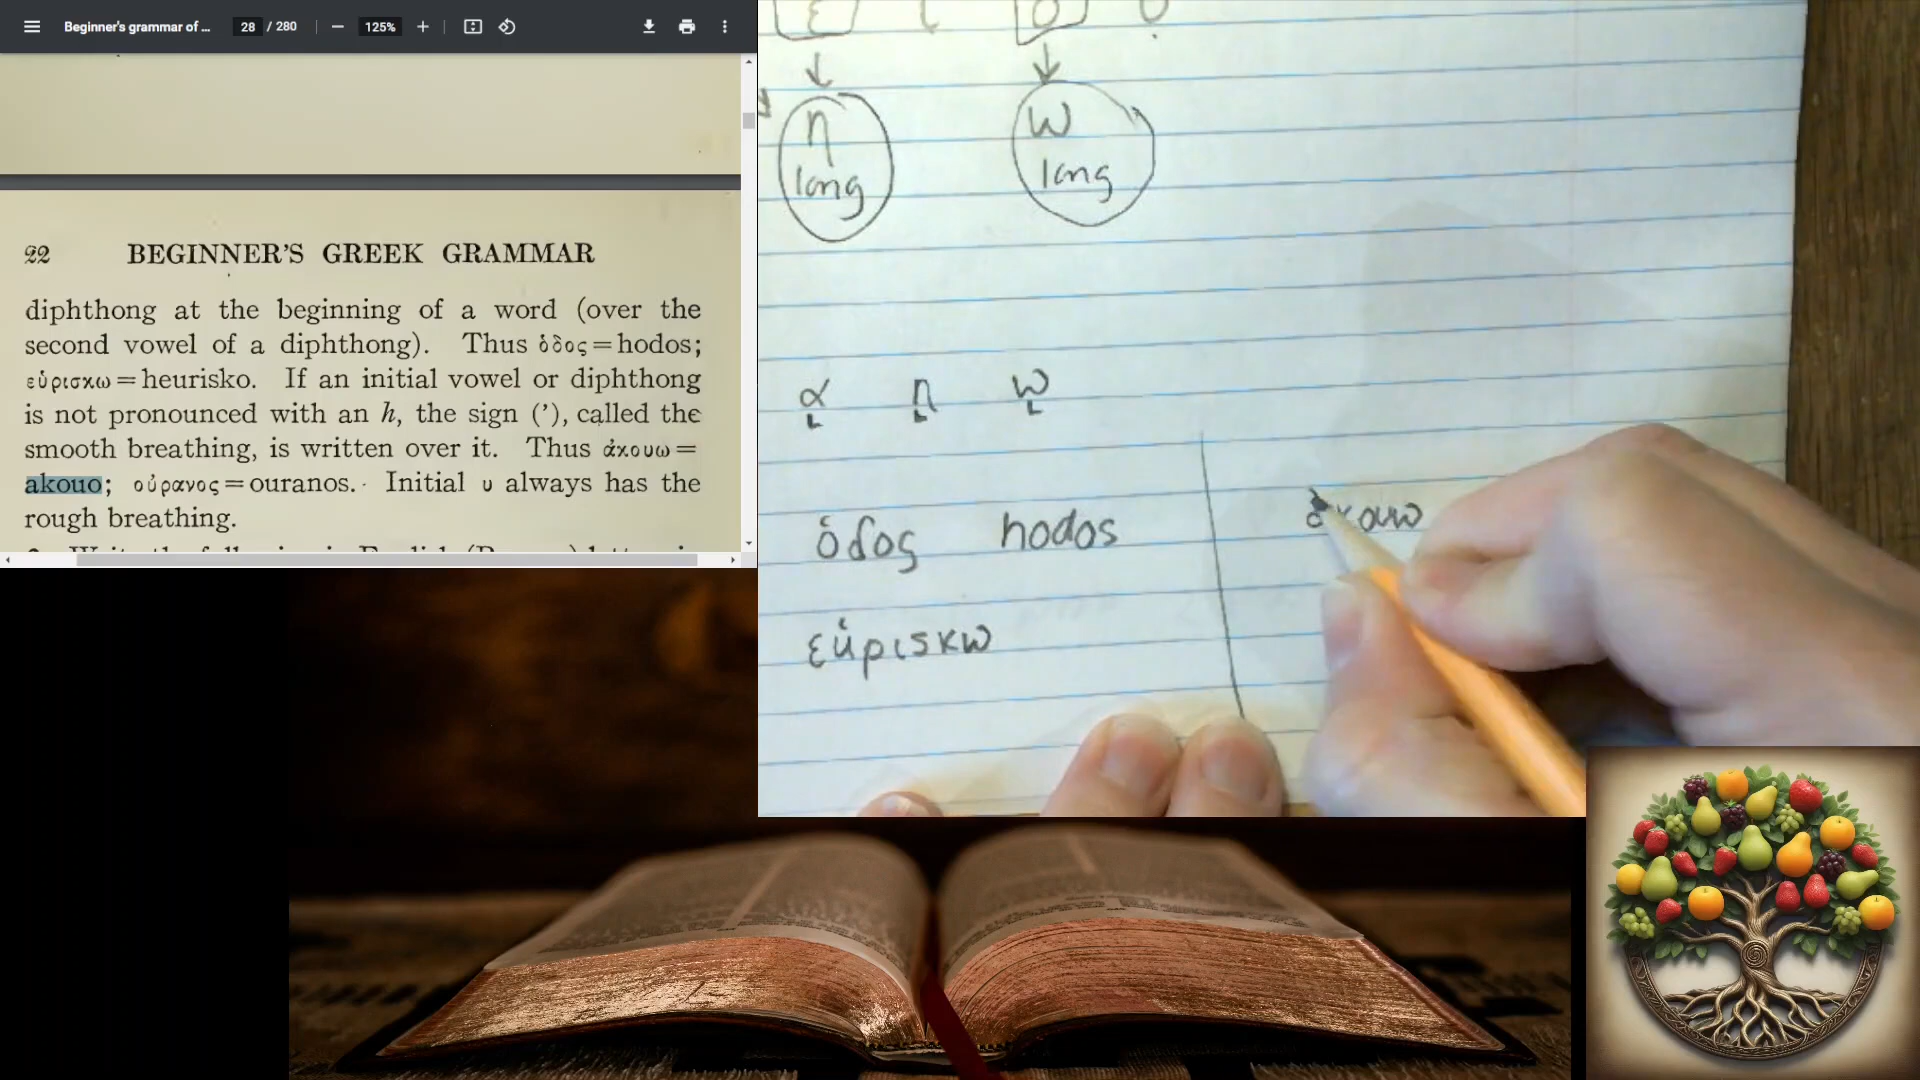 Beginner's grammar of ... 28 / 280 125%
22 BEGINNER'S GREEK GRAMMAR
diphthong at the beginning of a word (over the
second vowel of a diphthong). Thus ὁδος = hodos;
εὑρισκω = heurisko. If an initial vowel or diphthong
is not pronounced with an h, the sign (’), called the
smooth breathing, is written over it. Thus ἀκουω =
akouo; οὐρανος = ouranos. Initial υ always has the
rough breathing.
ε ι ο υ
η ω
long long
ᾳ ῃ ῳ
ὁδος hodos
εὑρισκω